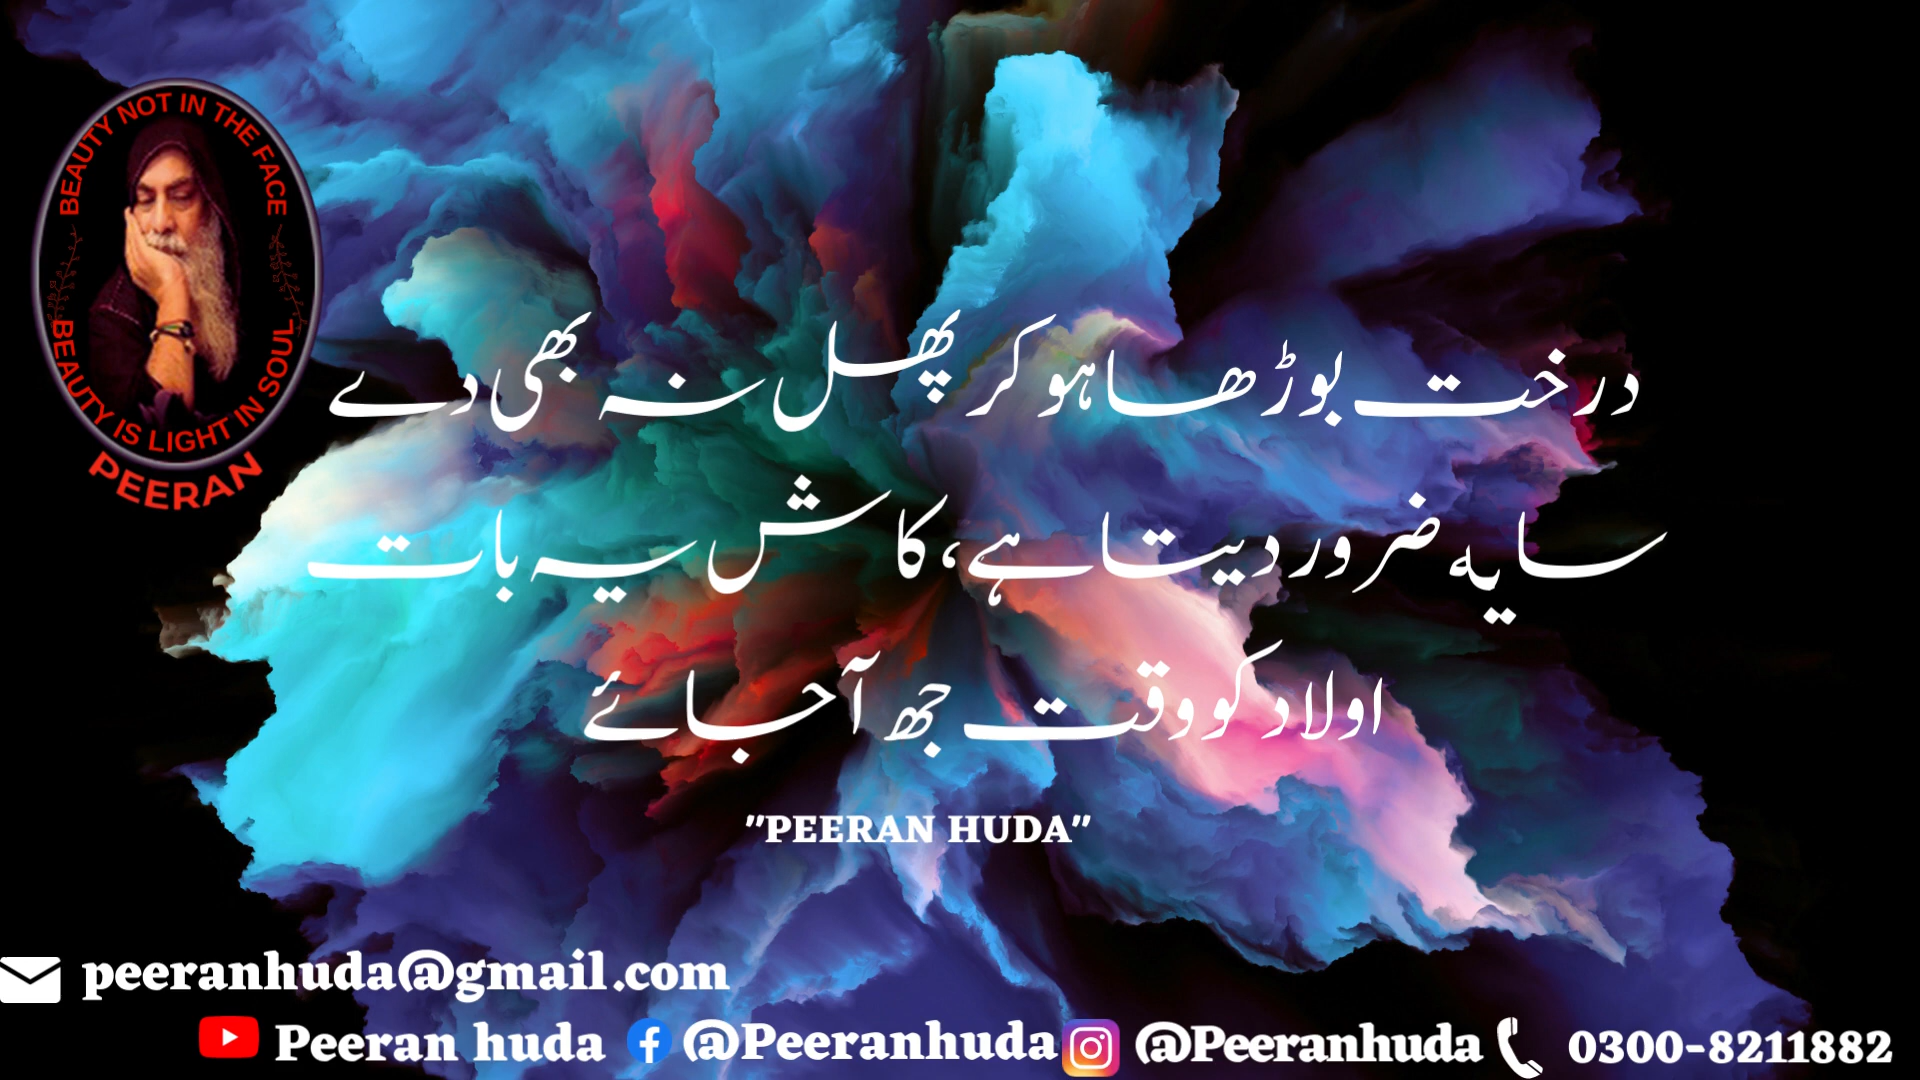 BEAUTY NOT IN THE FACE
BEAUTY IS LIGHT IN SOUL
PEERAN
درخت بوڑھا ہو کر پھل نہ بھی دے
سایہ ضرور دیتا ہے، کاش یہ بات
اولاد کو وقت جھ آ جائے
"PEERAN HUDA"
peeranhuda@gmail.com
Peeran huda @Peeranhuda @Peeranhuda 0300-8211882